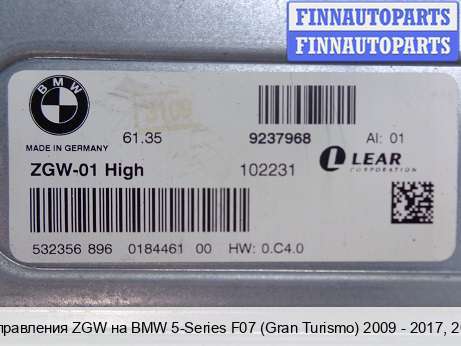 FINNAUTOPARTS
FINNAUTOPARTS
BMW
MADE IN GERMANY
61.35
9237968
AI: 01
ZGW-01 High
102231
LEAR
CORPORATION
532356 896 0184461 00 HW: 0.C4.0
правления ZGW на BMW 5-Series F07 (Gran Turismo) 2009 - 2017, 20